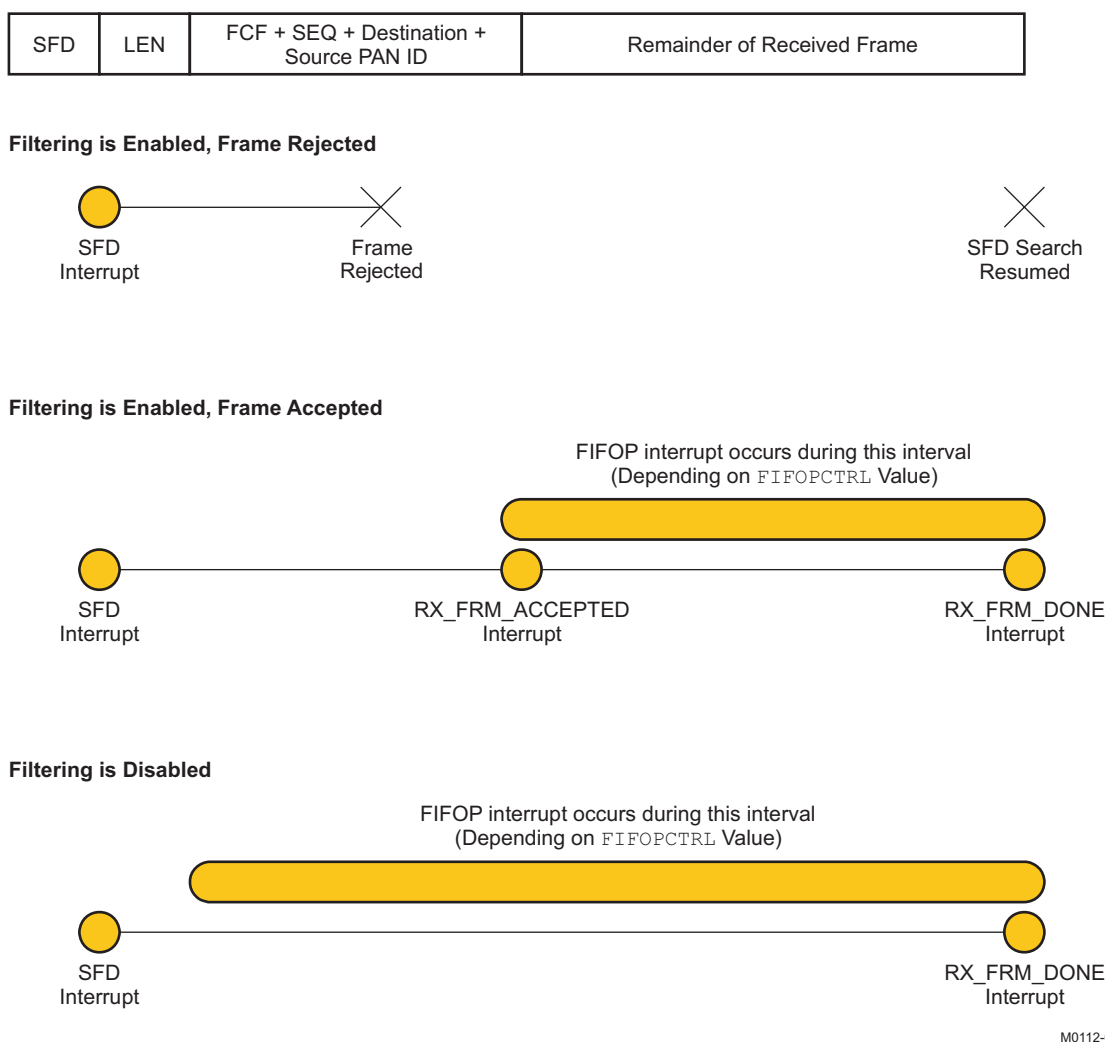 SFD
LEN
FCF + SEQ + Destination +
Source PAN ID
Remainder of Received Frame
Filtering is Enabled, Frame Rejected
SFD
Interrupt
Frame
Rejected
SFD Search
Resumed
Filtering is Enabled, Frame Accepted
FIFOP interrupt occurs during this interval
(Depending on FIFOPCTRL Value)
SFD
Interrupt
RX_FRM_ACCEPTED
Interrupt
RX_FRM_DONE
Interrupt
Filtering is Disabled
FIFOP interrupt occurs during this interval
(Depending on FIFOPCTRL Value)
SFD
Interrupt
RX_FRM_DONE
Interrupt
M0112-